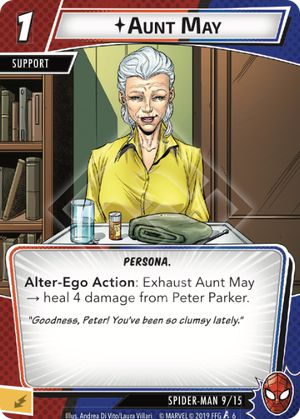 1
Aunt May
SUPPORT
PERSONA.
Alter-Ego Action: Exhaust Aunt May
→ heal 4 damage from Peter Parker.
"Goodness, Peter! You've been so clumsy lately."
SPIDER-MAN 9/15
Illus. Andrea Di Vito/Laura Villari © MARVEL © 2019 FFG